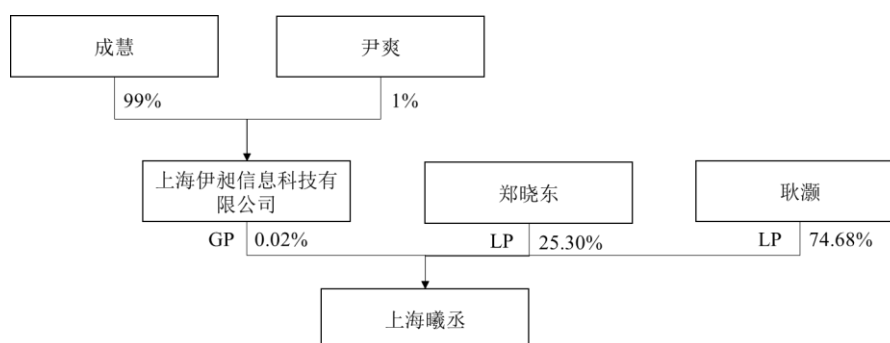 成慧
尹爽
99%
1%
上海伊昶信息科技有
限公司
郑晓东
耿灏
GP 0.02%
LP 25.30%
LP 74.68%
上海曦丞